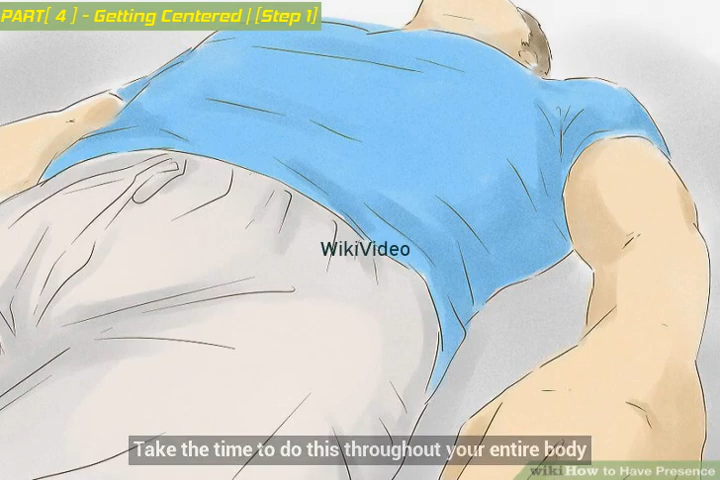 PART[ 4 ] - Getting Centered | [Step 1]
WikiVideo
Take the time to do this throughout your entire body
wikiHow to Have Presence